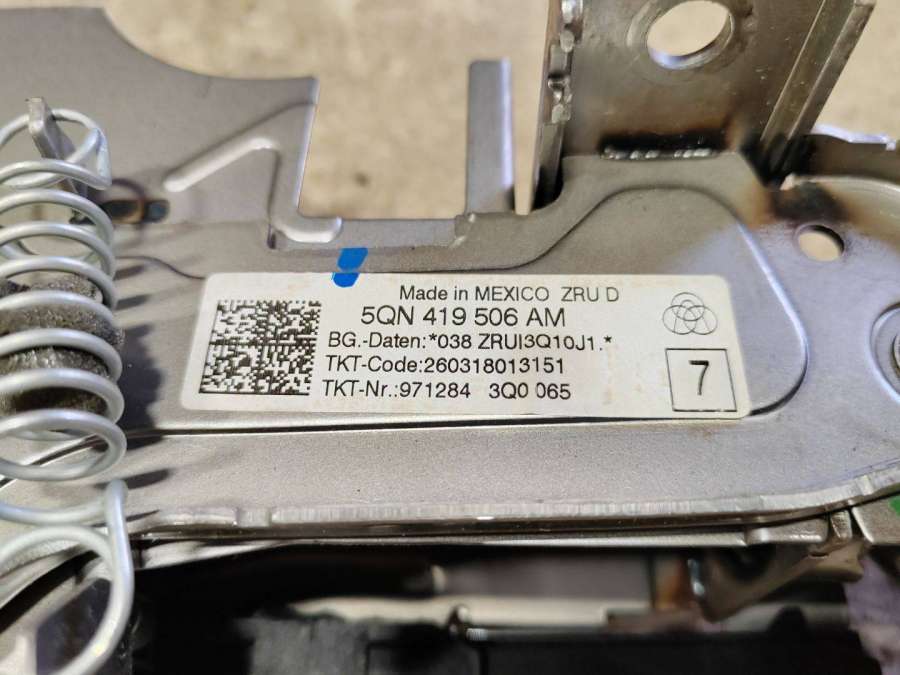 Made in MEXICO ZRU D
5QN 419 506 AM
BG.-Daten:*038 ZRUI3Q10J1.*
TKT-Code:260318013151
TKT-Nr.:971284 3Q0 065
7